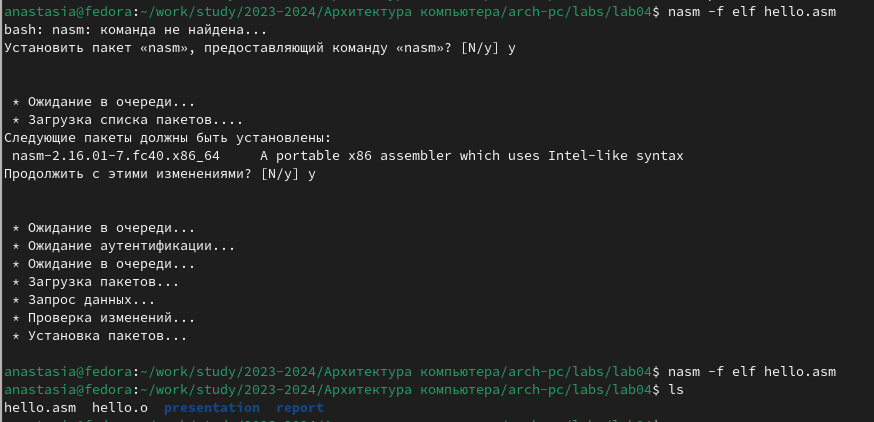 anastasia@fedora:~/work/study/2023-2024/Архитектура компьютера/arch-pc/labs/lab04$ nasm -f elf hello.asm
bash: nasm: команда не найдена...
Установить пакет «nasm», предоставляющий команду «nasm»? [N/y] y
* Ожидание в очереди...
* Загрузка списка пакетов....
Следующие пакеты должны быть установлены:
nasm-2.16.01-7.fc40.x86_64     A portable x86 assembler which uses Intel-like syntax
Продолжить с этими изменениями? [N/y] y
* Ожидание в очереди...
* Ожидание аутентификации...
* Ожидание в очереди...
* Загрузка пакетов...
* Запрос данных...
* Проверка изменений...
* Установка пакетов...
anastasia@fedora:~/work/study/2023-2024/Архитектура компьютера/arch-pc/labs/lab04$ nasm -f elf hello.asm
anastasia@fedora:~/work/study/2023-2024/Архитектура компьютера/arch-pc/labs/lab04$ ls
hello.asm  hello.o  presentation  report